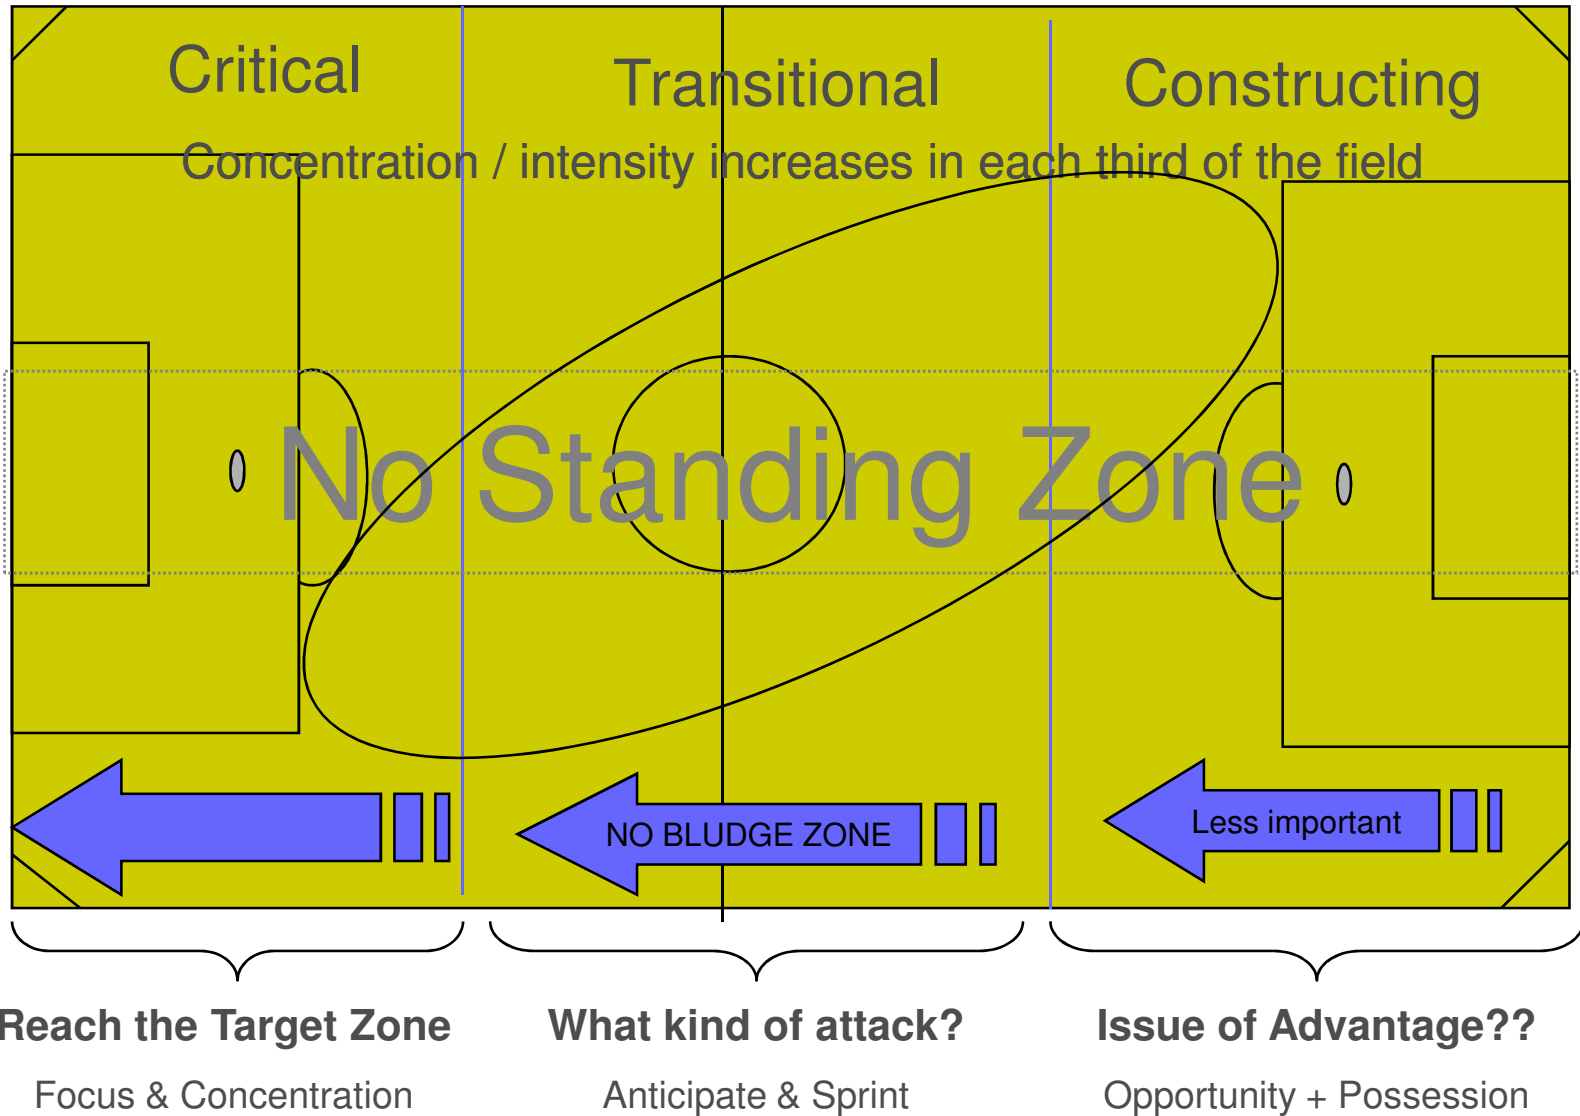 Critical
Transitional
Constructing
Concentration / intensity increases in each third of the field
No Standing Zone
NO BLUDGE ZONE
Less important
Reach the Target Zone
What kind of attack?
Issue of Advantage??
Focus & Concentration
Anticipate & Sprint
Opportunity + Possession